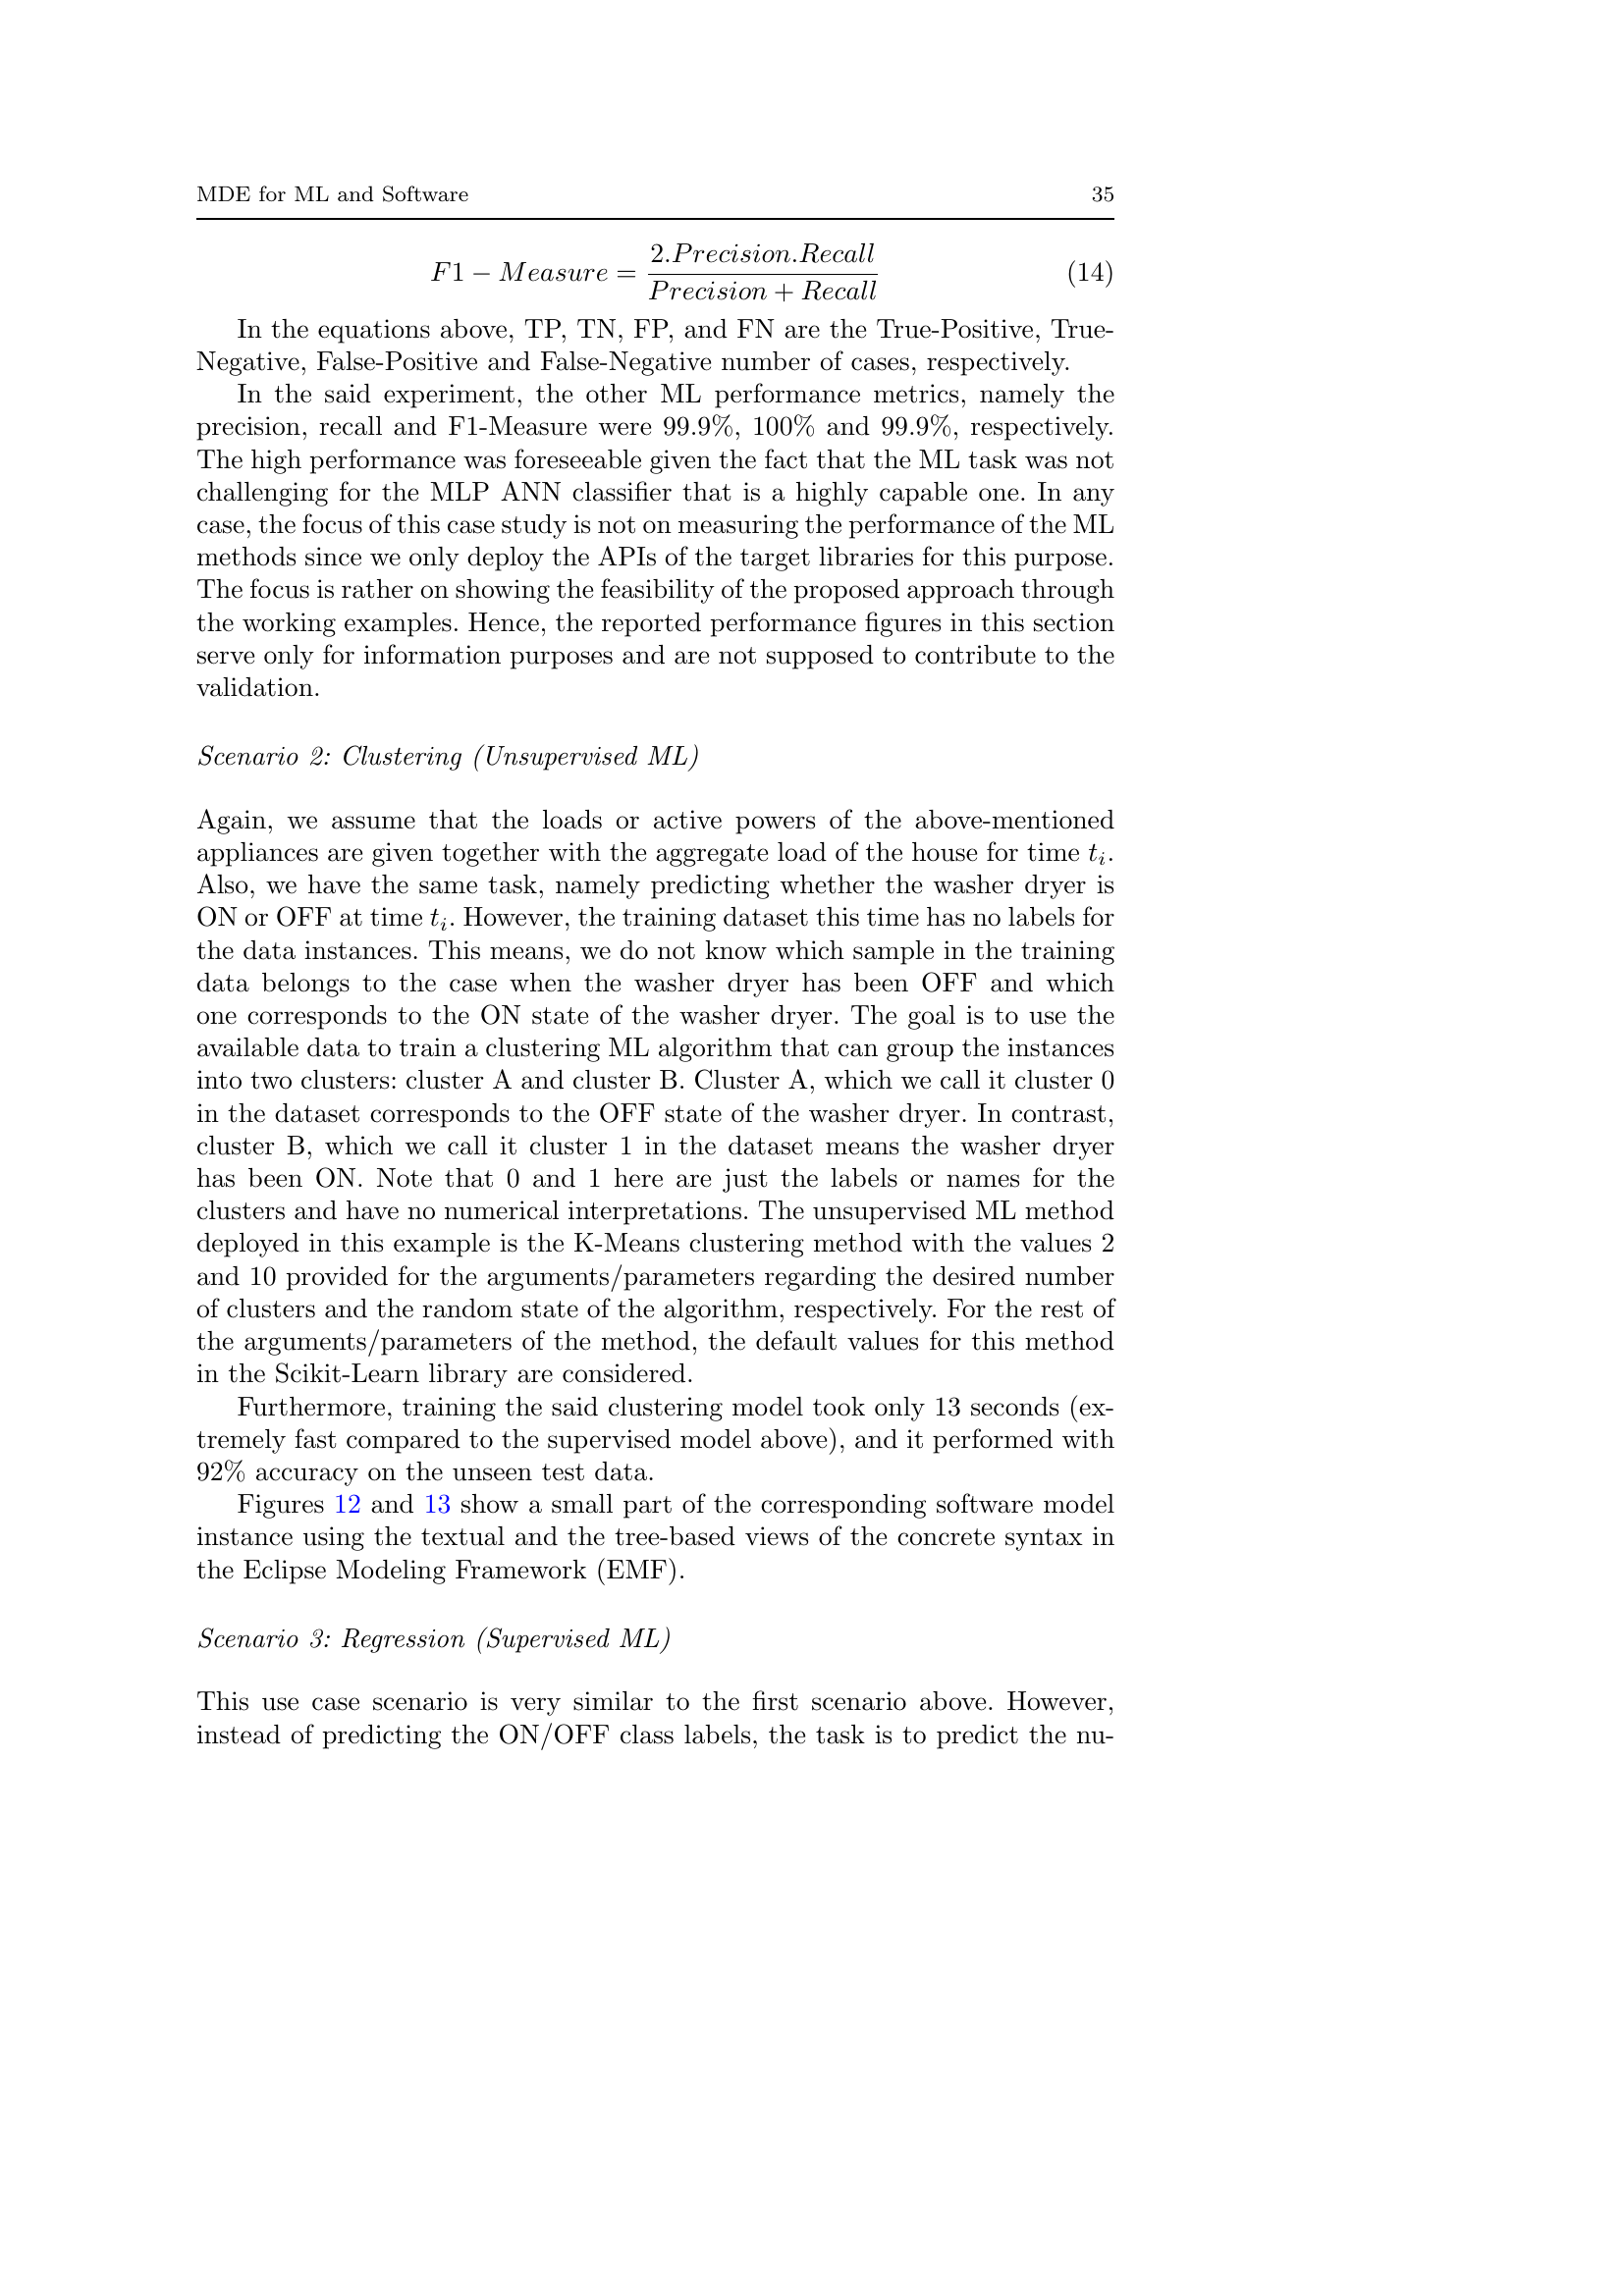 MDE for ML and Software 35
F1 − Measure = 2.Precision.Recall / Precision + Recall (14)
In the equations above, TP, TN, FP, and FN are the True-Positive, True-
Negative, False-Positive and False-Negative number of cases, respectively.
In the said experiment, the other ML performance metrics, namely the
precision, recall and F1-Measure were 99.9%, 100% and 99.9%, respectively.
The high performance was foreseeable given the fact that the ML task was not
challenging for the MLP ANN classifier that is a highly capable one. In any
case, the focus of this case study is not on measuring the performance of the ML
methods since we only deploy the APIs of the target libraries for this purpose.
The focus is rather on showing the feasibility of the proposed approach through
the working examples. Hence, the reported performance figures in this section
serve only for information purposes and are not supposed to contribute to the
validation.
Scenario 2: Clustering (Unsupervised ML)
Again, we assume that the loads or active powers of the above-mentioned
appliances are given together with the aggregate load of the house for time tᵢ.
Also, we have the same task, namely predicting whether the washer dryer is
ON or OFF at time tᵢ. However, the training dataset this time has no labels for
the data instances. This means, we do not know which sample in the training
data belongs to the case when the washer dryer has been OFF and which
one corresponds to the ON state of the washer dryer. The goal is to use the
available data to train a clustering ML algorithm that can group the instances
into two clusters: cluster A and cluster B. Cluster A, which we call it cluster 0
in the dataset corresponds to the OFF state of the washer dryer. In contrast,
cluster B, which we call it cluster 1 in the dataset means the washer dryer
has been ON. Note that 0 and 1 here are just the labels or names for the
clusters and have no numerical interpretations. The unsupervised ML method
deployed in this example is the K-Means clustering method with the values 2
and 10 provided for the arguments/parameters regarding the desired number
of clusters and the random state of the algorithm, respectively. For the rest of
the arguments/parameters of the method, the default values for this method
in the Scikit-Learn library are considered.
Furthermore, training the said clustering model took only 13 seconds (ex-
tremely fast compared to the supervised model above), and it performed with
92% accuracy on the unseen test data.
Figures 12 and 13 show a small part of the corresponding software model
instance using the textual and the tree-based views of the concrete syntax in
the Eclipse Modeling Framework (EMF).
Scenario 3: Regression (Supervised ML)
This use case scenario is very similar to the first scenario above. However,
instead of predicting the ON/OFF class labels, the task is to predict the nu-